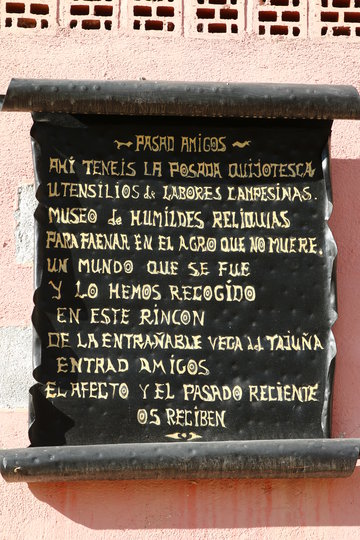 PASAD AMIGOS
AHÍ TENEIS LA POSADA QUIJOTESCA
UTENSILIOS de LABORES CAMPESINAS.
MUSEO de HUMILDES RELIQUIAS
PARA FAENAR EN EL AGRO QUE NO MUERE,
UN MUNDO QUE SE FUE
Y LO HEMOS RECOGIDO
EN ESTE RINCON
DE LA ENTRAÑABLE VEGA del TAJUÑA
ENTRAD AMIGOS
EL AFECTO Y EL PASADO RECIENTE
OS RECIBEN